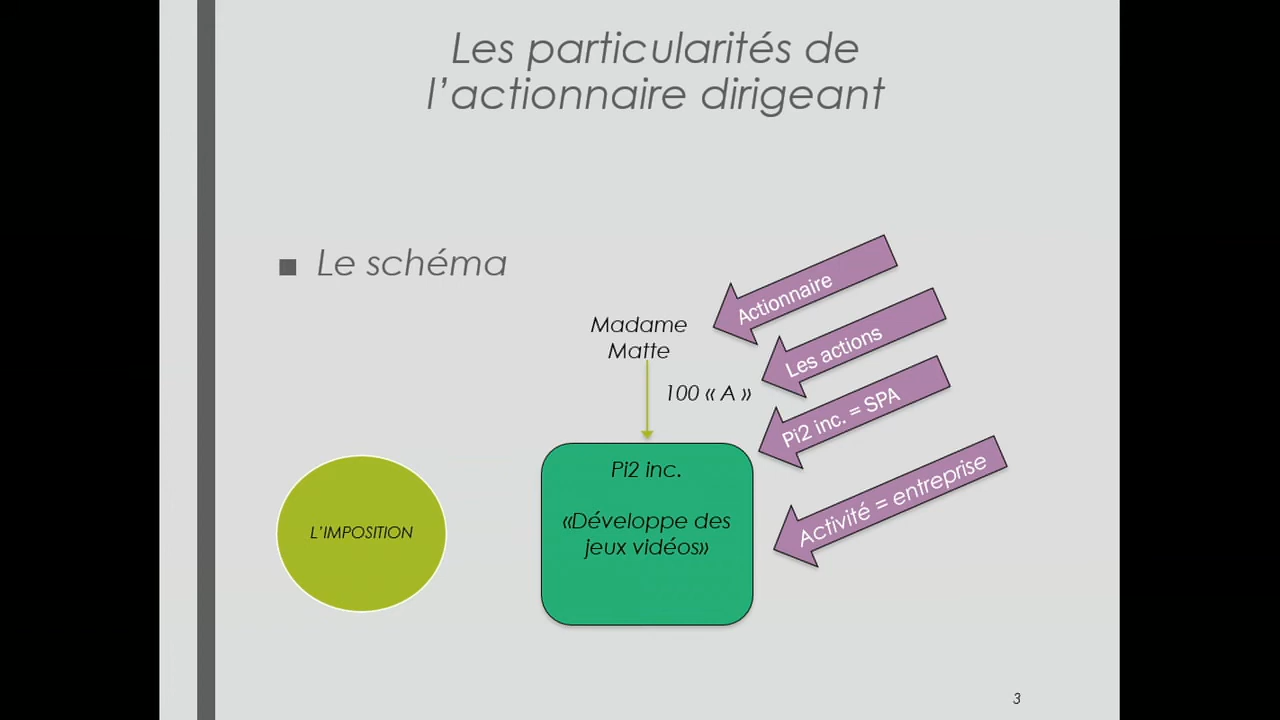 Les particularités de
l’actionnaire dirigeant
■ Le schéma
Actionnaire
Madame
Matte
Les actions
100 « A »
Pi2 inc. = SPA
Pi2 inc.
«Développe des
jeux vidéos»
Activité = entreprise
L’IMPOSITION
3